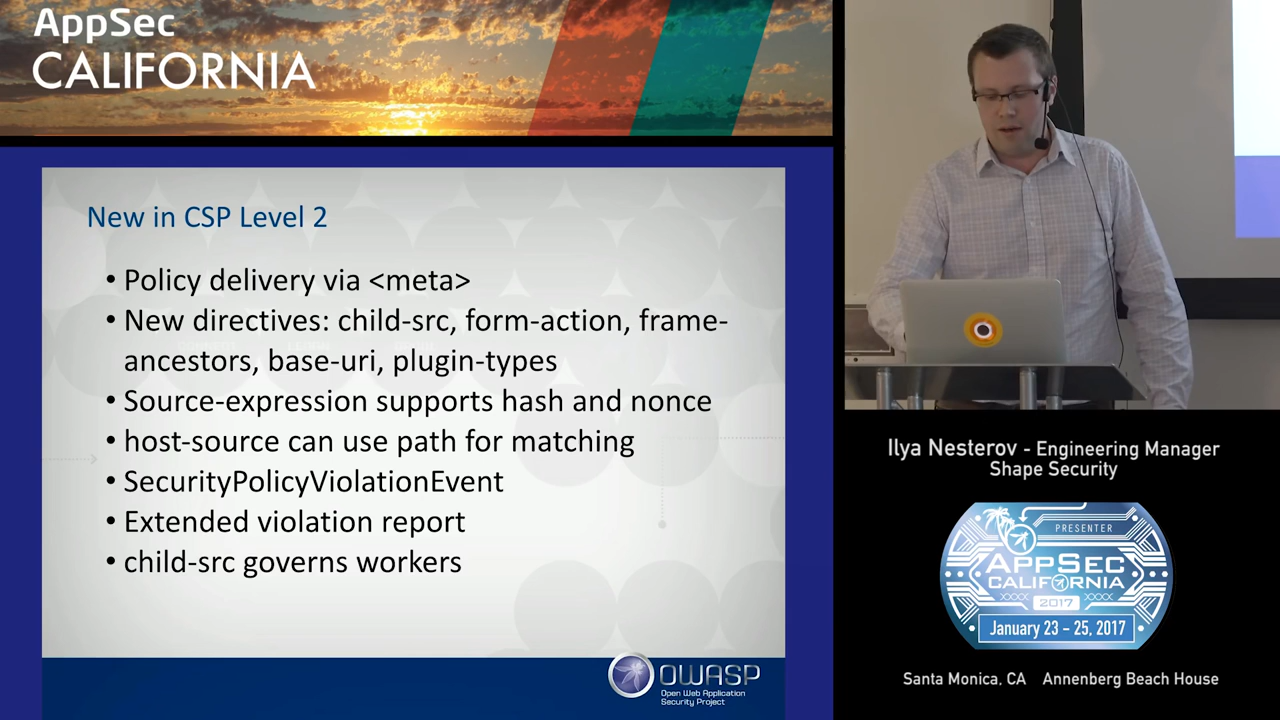 AppSec
CALIFORNIA
New in CSP Level 2
• Policy delivery via <meta>
• New directives: child-src, form-action, frame-
ancestors, base-uri, plugin-types
• Source-expression supports hash and nonce
• host-source can use path for matching
• SecurityPolicyViolationEvent
• Extended violation report
• child-src governs workers
OWASP
Open Web Application
Security Project
Ilya Nesterov - Engineering Manager
Shape Security
PRESENTER
APPSEC
CALIFORNIA
2017
January 23 - 25, 2017
Santa Monica, CA Annenberg Beach House